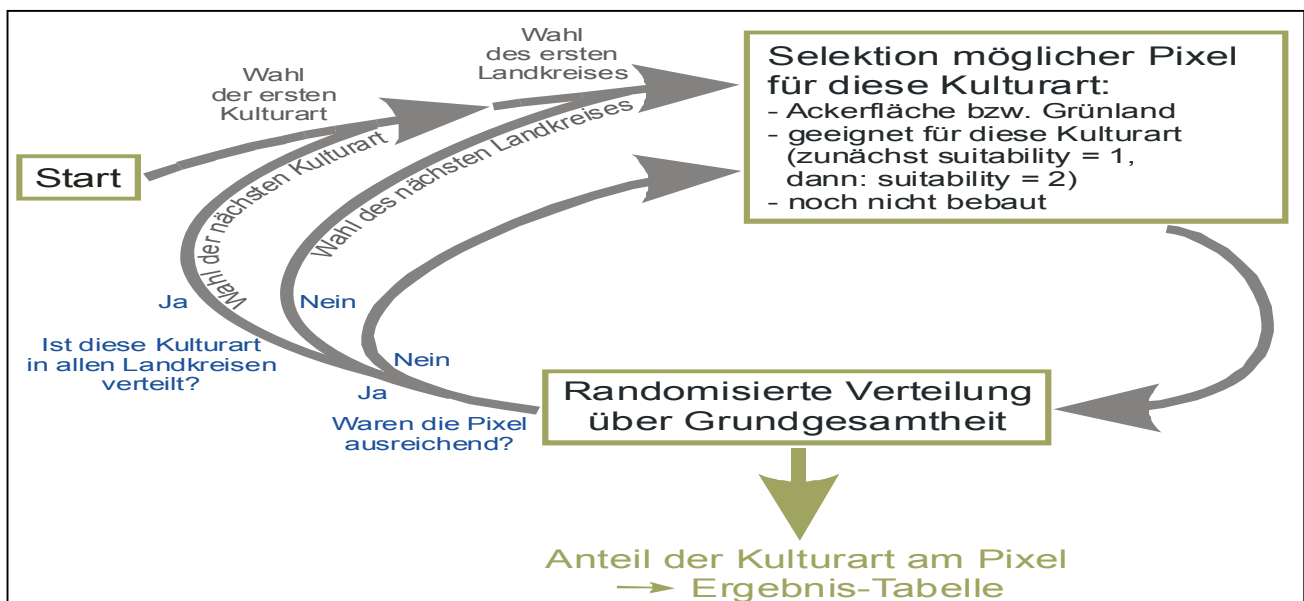 Start
Wahl
der ersten
Kulturart
Wahl
des ersten
Landkreises
Wahl der nächsten Kulturart
Wahl des nächsten Landkreises
Selektion möglicher Pixel
für diese Kulturart:
- Ackerfläche bzw. Grünland
- geeignet für diese Kulturart
(zunächst suitability = 1,
dann: suitability = 2)
- noch nicht bebaut
Ja
Nein
Ist diese Kulturart
in allen Landkreisen
verteilt?
Nein
Ja
Waren die Pixel
ausreichend?
Randomisierte Verteilung
über Grundgesamtheit
Anteil der Kulturart am Pixel
Ergebnis-Tabelle